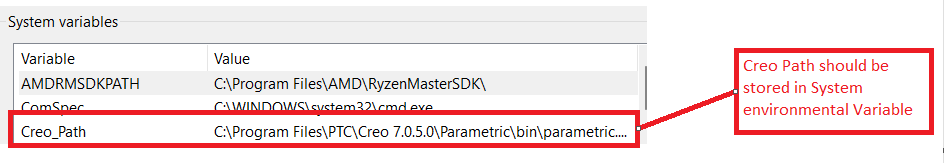 System variables
Variable Value
AMDRMSDKPATH C:\Program Files\AMD\RyzenMasterSDK\
ComSpec C:\WINDOWS\system32\cmd.exe
Creo_Path C:\Program Files\PTC\Creo 7.0.5.0\Parametric\bin\parametric....
Creo Path should be
stored in System
environmental Variable